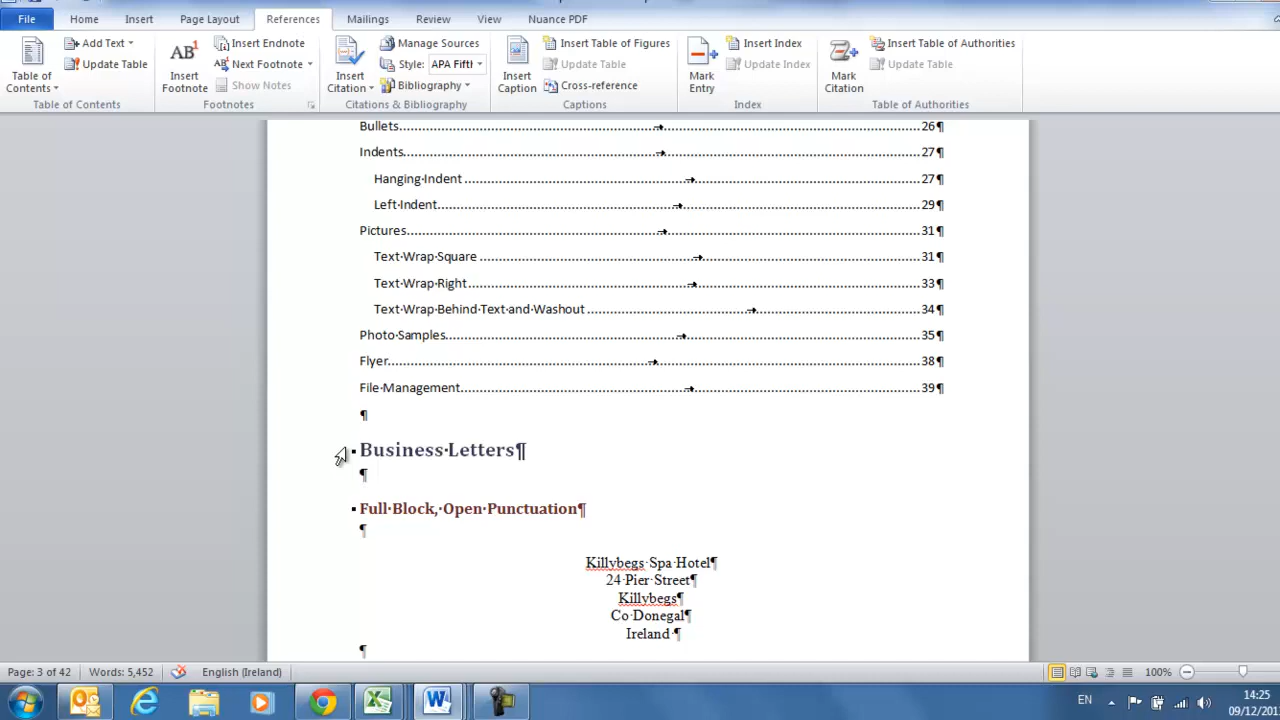 File Home Insert Page Layout References Mailings Review View Nuance PDF
Table of Contents
Add Text
Update Table
Table of Contents
AB1 Insert Footnote
Insert Endnote
Next Footnote
Show Notes
Footnotes
Insert Citation
Manage Sources
Style: APA Fifth
Bibliography
Citations & Bibliography
Insert Caption
Insert Table of Figures
Update Table
Cross-reference
Captions
Mark Entry
Insert Index
Update Index
Index
Mark Citation
Insert Table of Authorities
Update Table
Table of Authorities
Bullets 26
Indents 27
Hanging Indent 27
Left Indent 29
Pictures 31
Text Wrap Square 31
Text Wrap Right 33
Text Wrap Behind Text and Washout 34
Photo Samples 35
Flyer 38
File Management 39
Business Letters
Full Block, Open Punctuation
Killybegs Spa Hotel
24 Pier Street
Killybegs
Co Donegal
Ireland
Page: 3 of 42 Words: 5,452 English (Ireland) 100%
EN 14:25